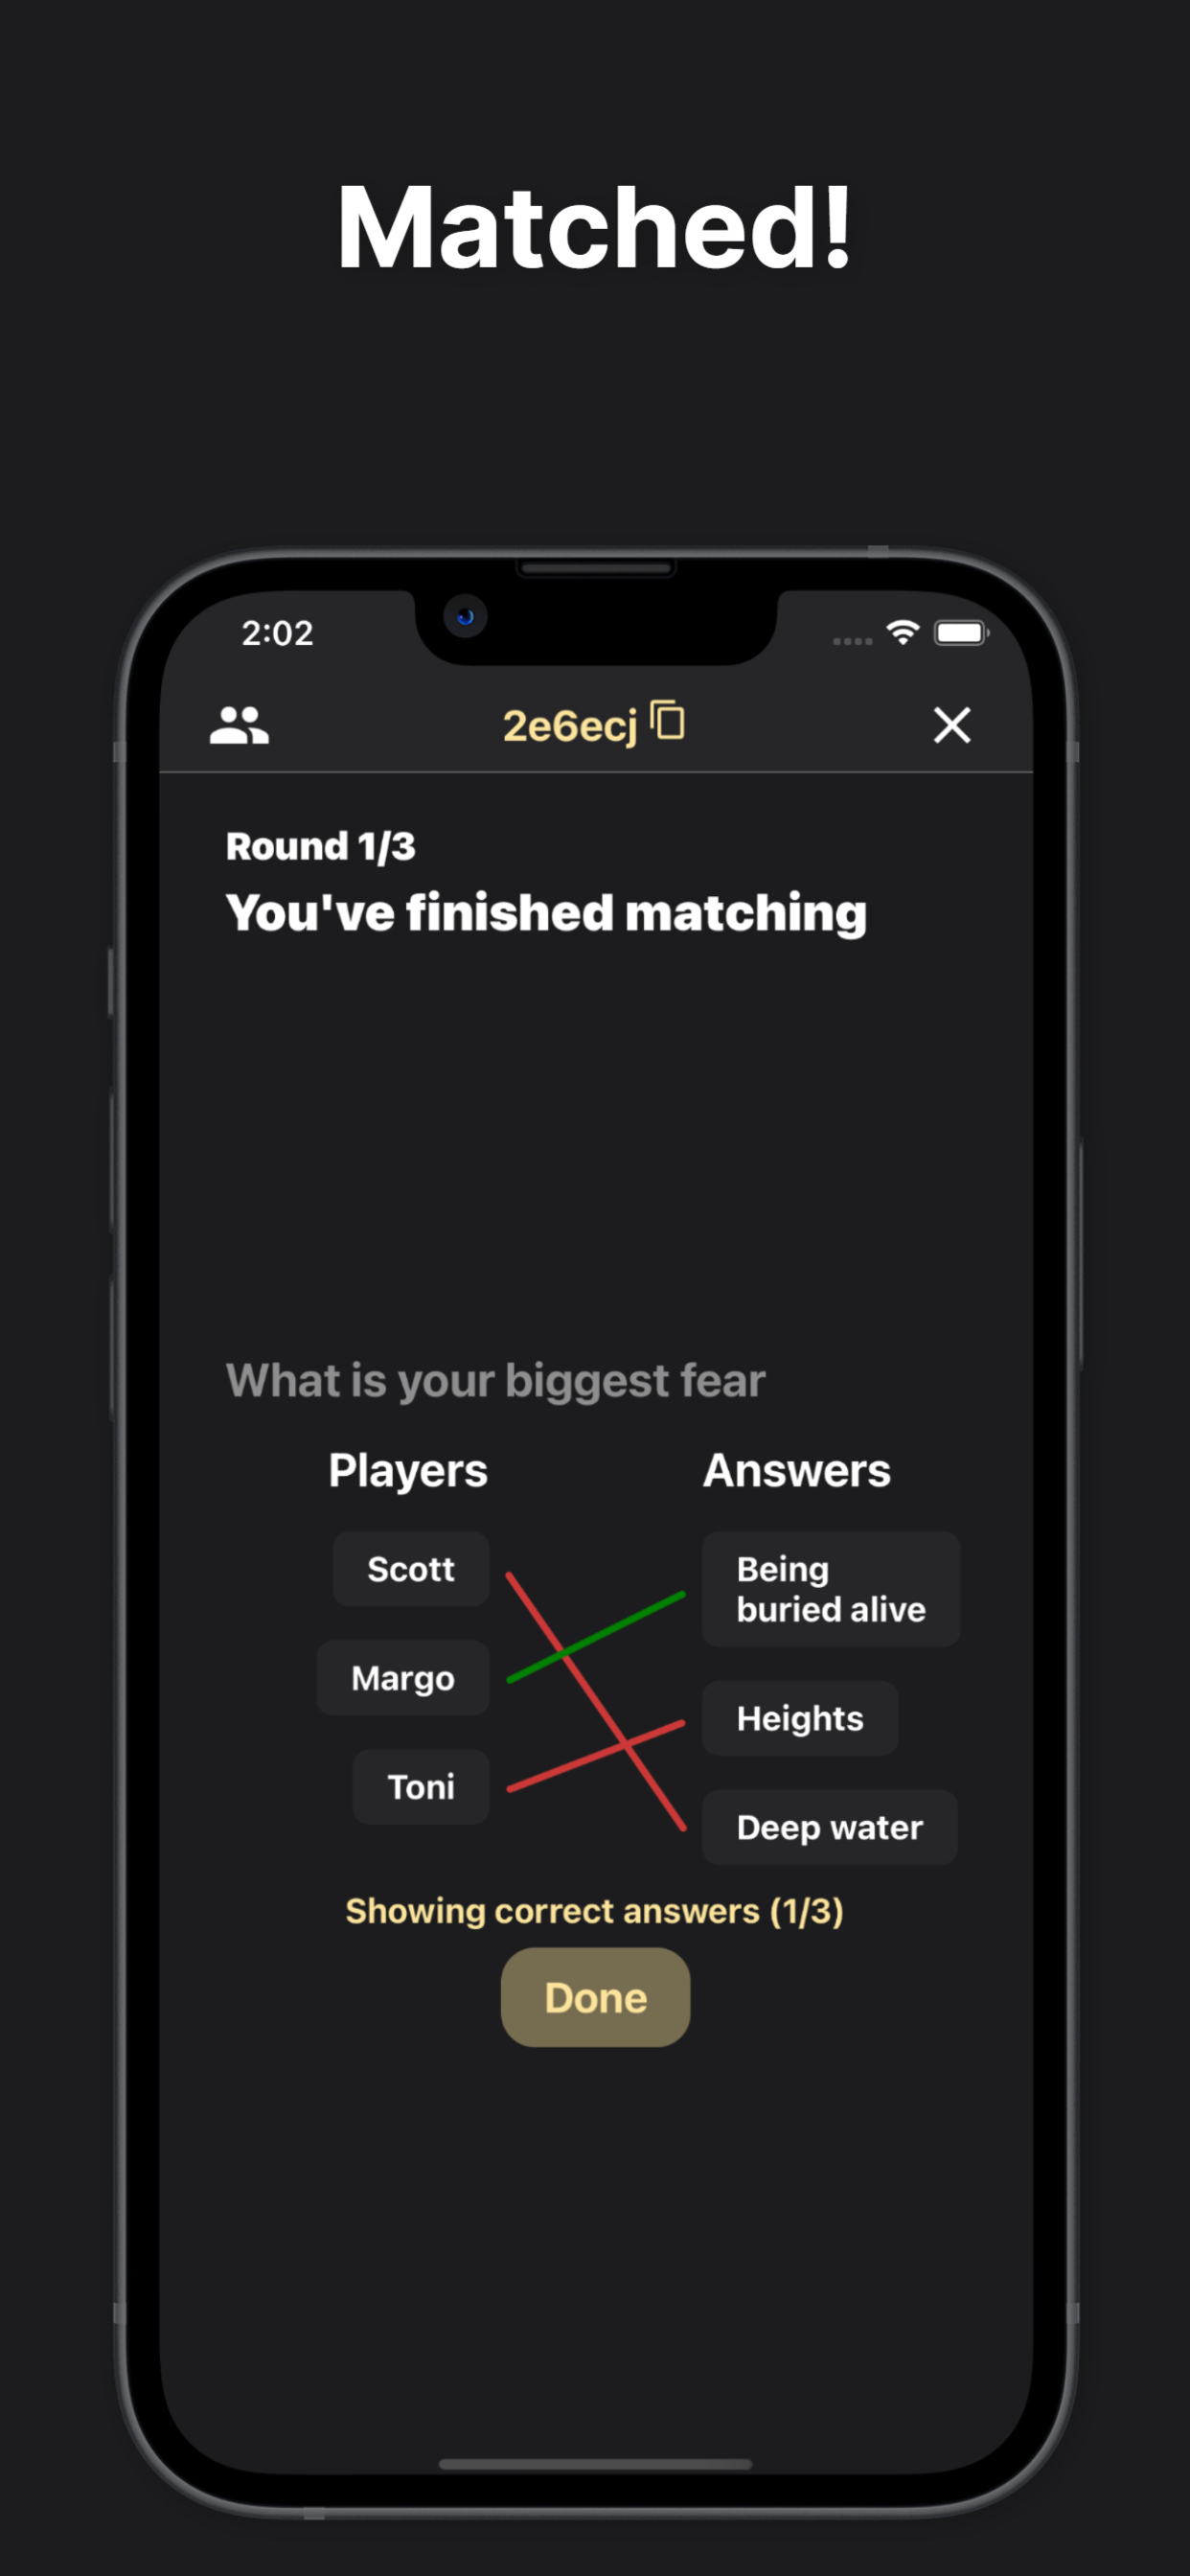 Matched!
2:02
2e6ecj
Round 1/3
You've finished matching
What is your biggest fear
Players
Answers
Scott
Being
buried alive
Margo
Heights
Toni
Deep water
Showing correct answers (1/3)
Done